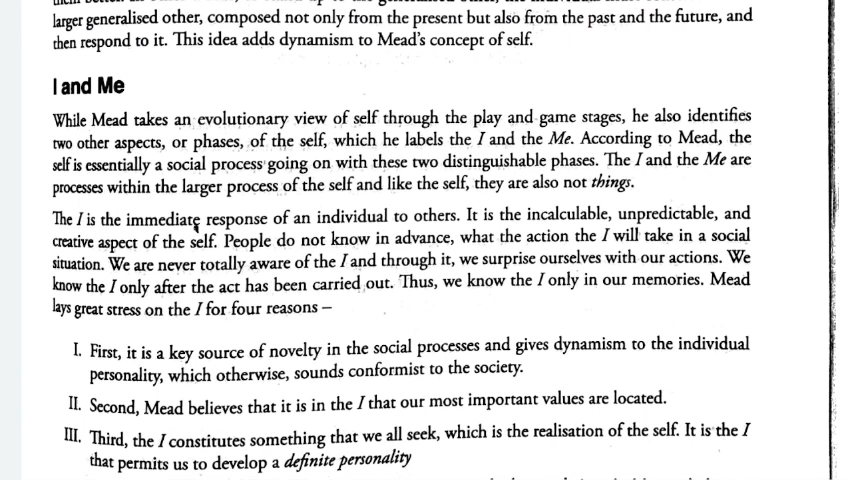 larger generalised other, composed not only from the present but also from the past and the future, and
then respond to it. This idea adds dynamism to Mead's concept of self.
I and Me
While Mead takes an evolutionary view of self through the play and game stages, he also identifies
two other aspects, or phases, of the self, which he labels the I and the Me. According to Mead, the
self is essentially a social process going on with these two distinguishable phases. The I and the Me are
processes within the larger process of the self and like the self, they are also not things.
The I is the immediate response of an individual to others. It is the incalculable, unpredictable, and
creative aspect of the self. People do not know in advance, what the action the I will take in a social
situation. We are never totally aware of the I and through it, we surprise ourselves with our actions. We
know the I only after the act has been carried out. Thus, we know the I only in our memories. Mead
lays great stress on the I for four reasons –
I. First, it is a key source of novelty in the social processes and gives dynamism to the individual
personality, which otherwise, sounds conformist to the society.
II. Second, Mead believes that it is in the I that our most important values are located.
III. Third, the I constitutes something that we all seek, which is the realisation of the self. It is the I
that permits us to develop a definite personality